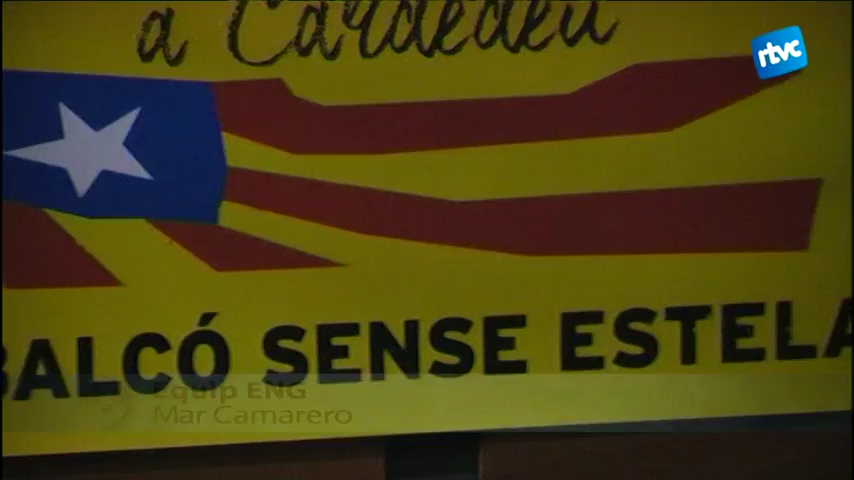 a Cardedeu
rtvc
BALCÓ SENSE ESTELA
Equip ENG
Mar Camarero